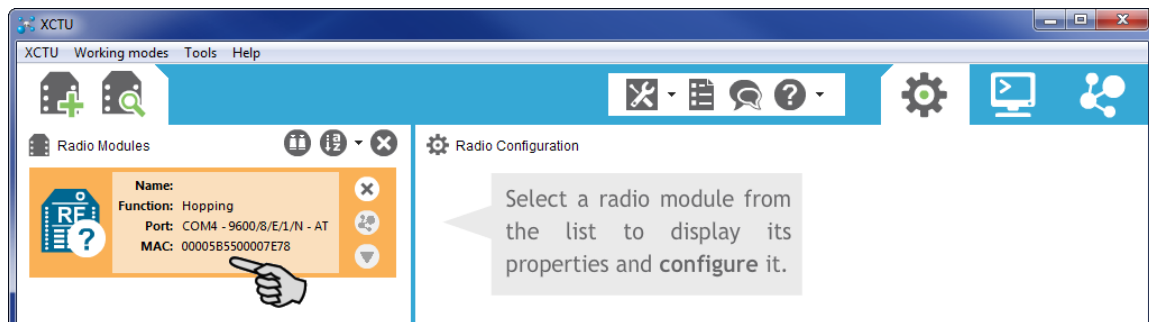 XCTU
XCTU Working modes Tools Help
Radio Modules
Radio Configuration
RF
?
Name:
Function: Hopping
Port: COM4 - 9600/8/E/1/N - AT
MAC: 00005B5500007E78
Select a radio module from
the list to display its
properties and configure it.